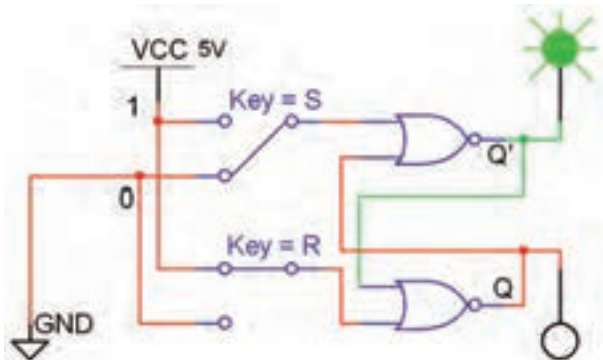 VCC 5V
1
Key = S
Q'
0
Key = R
Q
GND